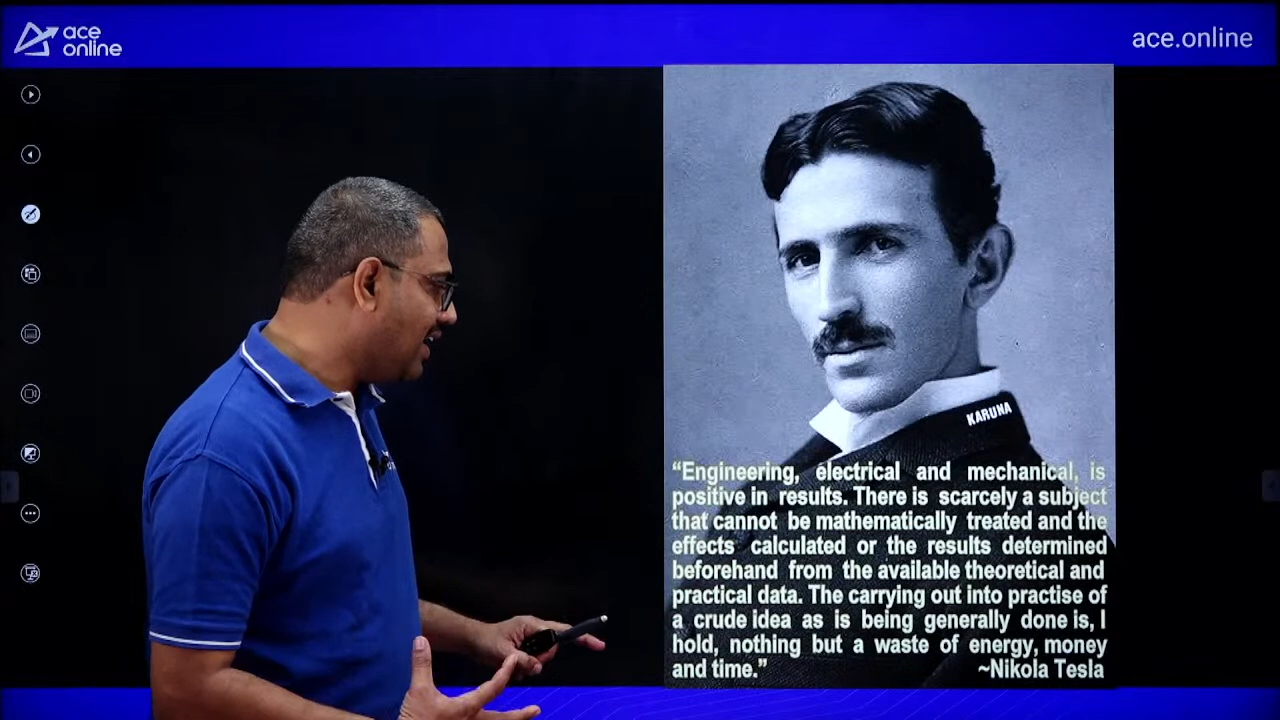 ace
online
ace.online
KARUNA
“Engineering, electrical and mechanical, is
positive in results. There is scarcely a subject
that cannot be mathematically treated and the
effects calculated or the results determined
beforehand from the available theoretical and
practical data. The carrying out into practise of
a crude idea as is being generally done is, I
hold, nothing but a waste of energy, money
and time.” ~Nikola Tesla